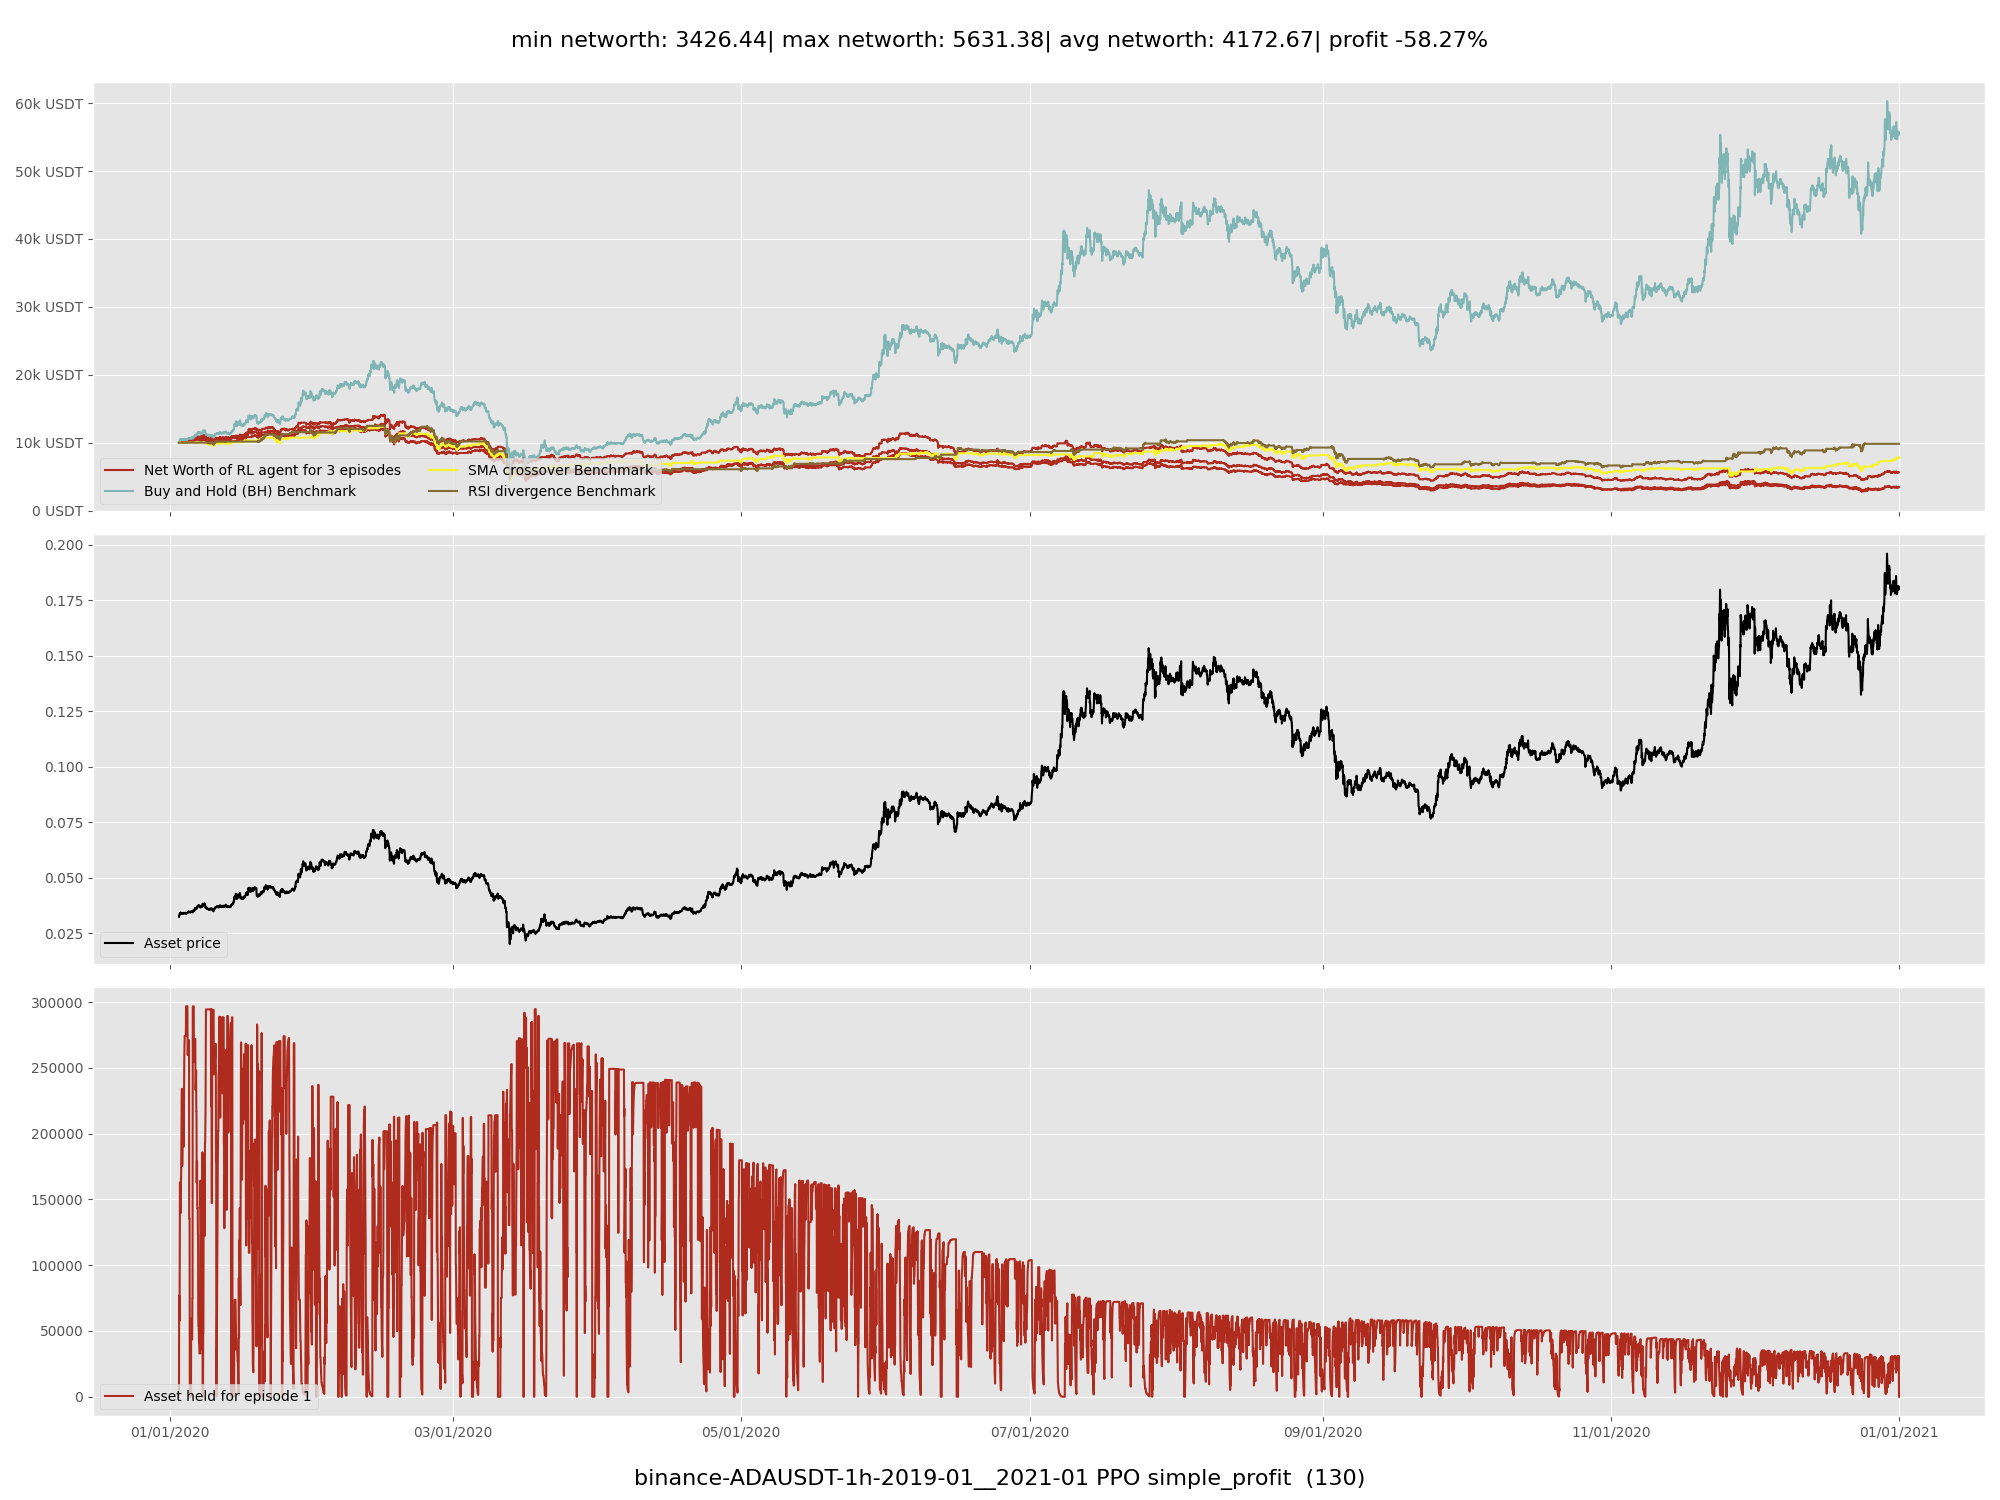 min networth: 3426.44| max networth: 5631.38| avg networth: 4172.67| profit -58.27%
60k USDT
50k USDT
40k USDT
30k USDT
20k USDT
10k USDT
0 USDT
Net Worth of RL agent for 3 episodes
Buy and Hold (BH) Benchmark
SMA crossover Benchmark
RSI divergence Benchmark
0.200
0.175
0.150
0.125
0.100
0.075
0.050
0.025
Asset price
300000
250000
200000
150000
100000
50000
0
Asset held for episode 1
01/01/2020 03/01/2020 05/01/2020 07/01/2020 09/01/2020 11/01/2020 01/01/2021
binance-ADAUSDT-1h-2019-01__2021-01 PPO simple_profit  (130)